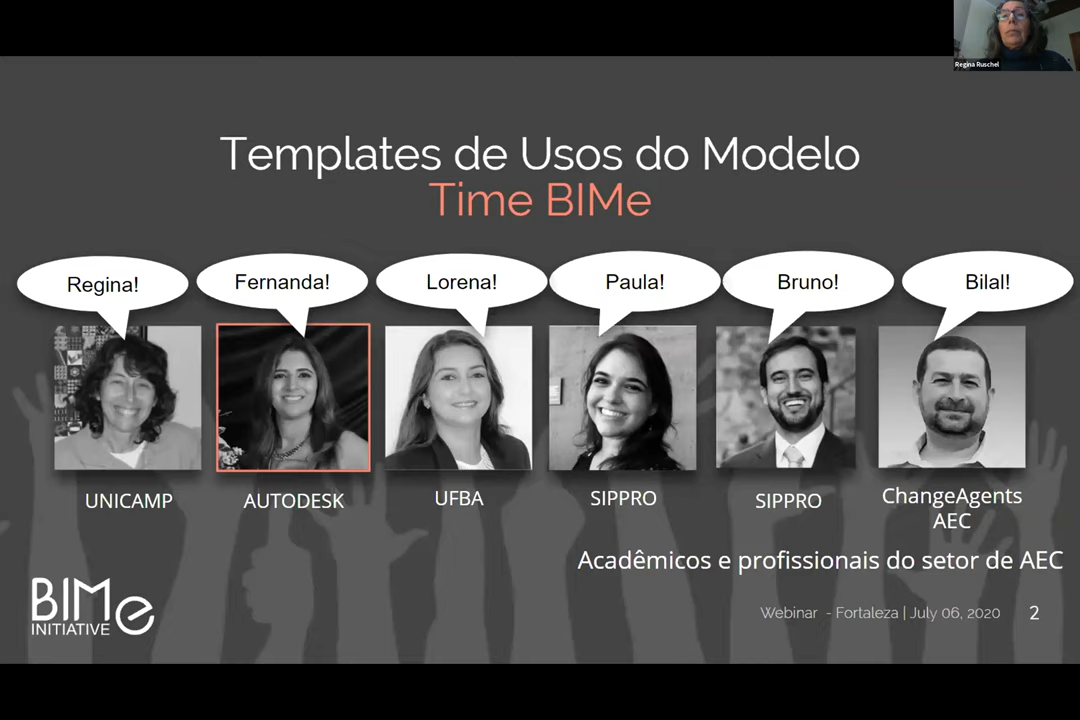 Regina Ruschel
Templates de Usos do Modelo
Time BIMe
Regina!
Fernanda!
Lorena!
Paula!
Bruno!
Bilal!
UNICAMP
AUTODESK
UFBA
SIPPRO
SIPPRO
ChangeAgents
AEC
Acadêmicos e profissionais do setor de AEC
BIMe
INITIATIVE
Webinar - Fortaleza | July 06, 2020
2